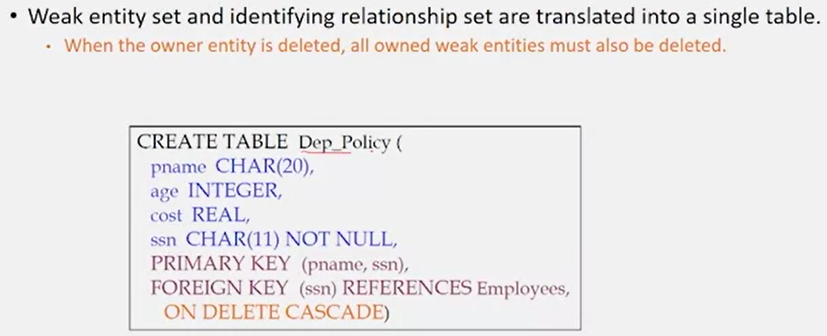 • Weak entity set and identifying relationship set are translated into a single table.
• When the owner entity is deleted, all owned weak entities must also be deleted.
CREATE TABLE Dep_Policy (
pname CHAR(20),
age INTEGER,
cost REAL,
ssn CHAR(11) NOT NULL,
PRIMARY KEY (pname, ssn),
FOREIGN KEY (ssn) REFERENCES Employees,
ON DELETE CASCADE)